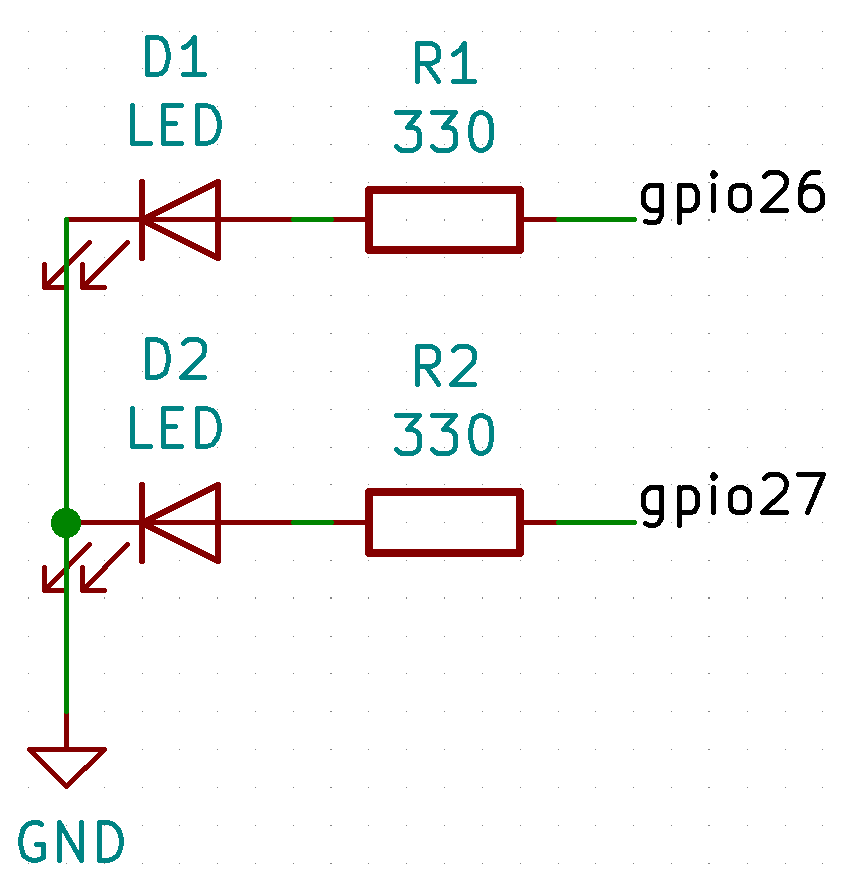 D1
LED
R1
330
gpio26
D2
LED
R2
330
gpio27
GND